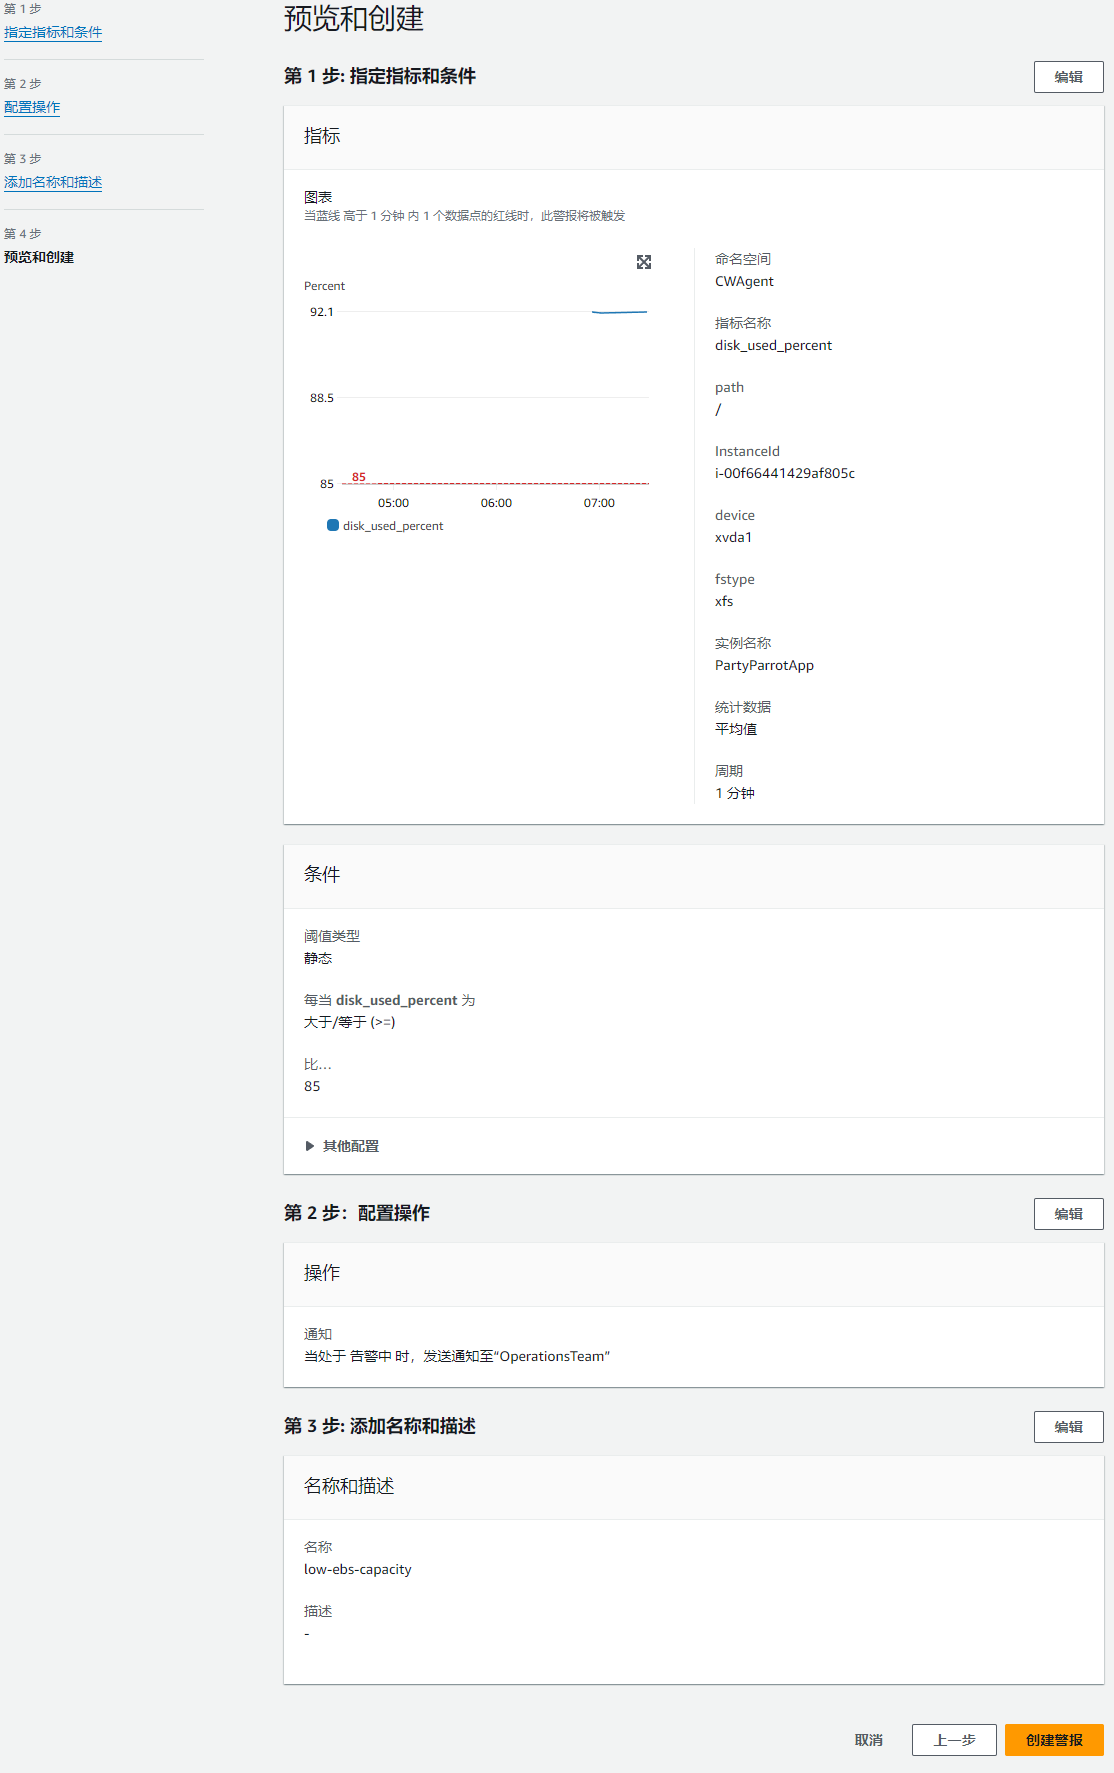 第 1 步
指定指标和条件
第 2 步
配置操作
第 3 步
添加名称和描述
第 4 步
预览和创建
预览和创建
第 1 步: 指定指标和条件
编辑
指标
图表
当蓝线 高于 1 分钟 内 1 个数据点的红线时，此警报将被触发
Percent
92.1
88.5
85
85
05:00
06:00
07:00
disk_used_percent
命名空间
CWAgent
指标名称
disk_used_percent
path
/
InstanceId
i-00f66441429af805c
device
xvda1
fstype
xfs
实例名称
PartyParrotApp
统计数据
平均值
周期
1 分钟
条件
阈值类型
静态
每当 disk_used_percent 为
大于/等于 (>=)
比...
85
其他配置
第 2 步：配置操作
编辑
操作
通知
当处于 告警中 时，发送通知至“OperationsTeam”
第 3 步: 添加名称和描述
编辑
名称和描述
名称
low-ebs-capacity
描述
-
取消
上一步
创建警报